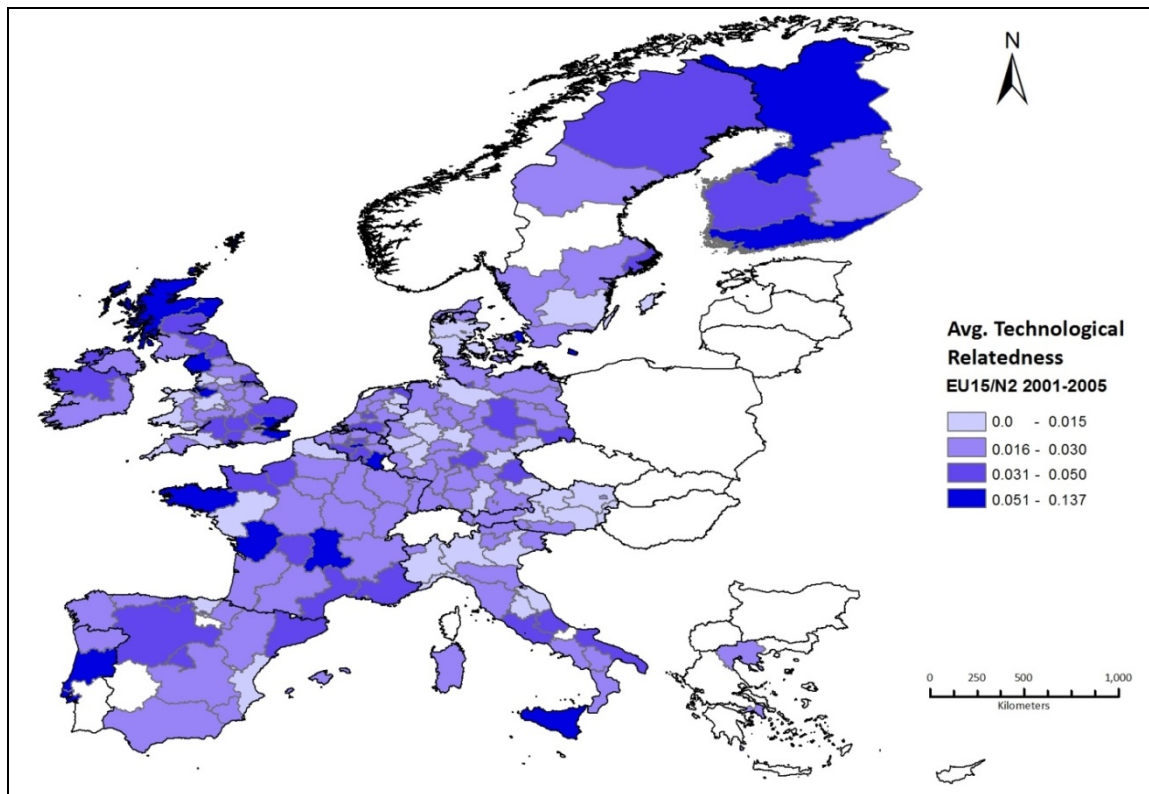 N
Avg. Technological
Relatedness
EU15/N2 2001-2005
0.0 - 0.015
0.016 - 0.030
0.031 - 0.050
0.051 - 0.137
0 250 500 1,000
Kilometers